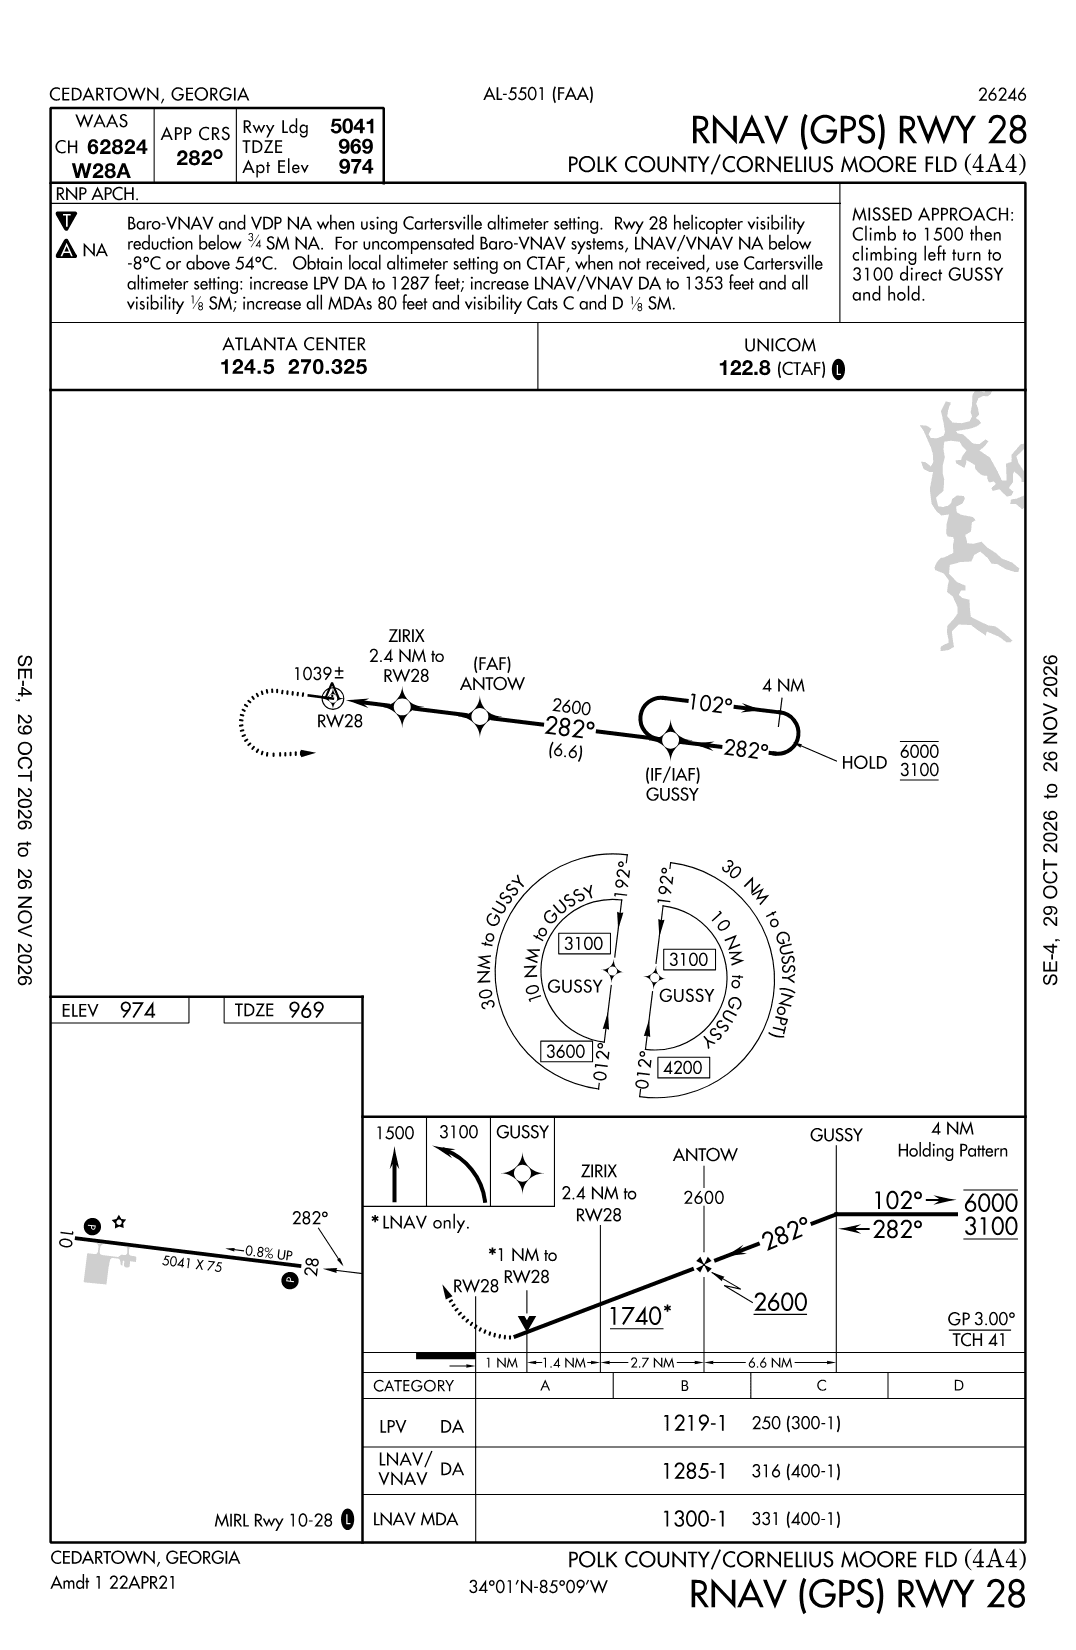 CEDARTOWN, GEORGIA
AL-5501 (FAA)
26246
WAAS
CH 62824
W28A
APP CRS
282°
Rwy Ldg 5041
TDZE 969
Apt Elev 974
RNAV (GPS) RWY 28
POLK COUNTY/CORNELIUS MOORE FLD (4A4)
RNP APCH.
T
A NA
Baro-VNAV and VDP NA when using Cartersville altimeter setting. Rwy 28 helicopter visibility
reduction below ¾ SM NA. For uncompensated Baro-VNAV systems, LNAV/VNAV NA below
-8°C or above 54°C. Obtain local altimeter setting on CTAF, when not received, use Cartersville
altimeter setting: increase LPV DA to 1287 feet; increase LNAV/VNAV DA to 1353 feet and all
visibility ⅛ SM; increase all MDAs 80 feet and visibility Cats C and D ⅛ SM.
MISSED APPROACH:
Climb to 1500 then
climbing left turn to
3100 direct GUSSY
and hold.
ATLANTA CENTER
124.5 270.325
UNICOM
122.8 (CTAF) L
SE-4, 29 OCT 2026 to 26 NOV 2026
SE-4, 29 OCT 2026 to 26 NOV 2026
ZIRIX
2.4 NM to
RW28
(FAF)
ANTOW
1039±
RW28
2600
282°
(6.6)
102°
4 NM
282°
HOLD
6000
3100
(IF/IAF)
GUSSY
30 NM to GUSSY
10 NM to GUSSY
192°
3100
GUSSY
3600
012°
192°
30 NM to GUSSY (NoPT)
10 NM to GUSSY
3100
GUSSY
4200
012°
ELEV 974
TDZE 969
10
P
282°
0.8% UP
5041 X 75
28
P
MIRL Rwy 10-28 L
1500
3100
GUSSY
*LNAV only.
ZIRIX
2.4 NM to
RW28
ANTOW
2600
GUSSY
4 NM
Holding Pattern
102°
282°
6000
3100
282°
*1 NM to
RW28
RW28
1740*
2600
GP 3.00°
TCH 41
1 NM
1.4 NM
2.7 NM
6.6 NM
CATEGORY A B C D
LPV DA 1219-1 250 (300-1)
LNAV/
VNAV DA 1285-1 316 (400-1)
LNAV MDA 1300-1 331 (400-1)
CEDARTOWN, GEORGIA
Amdt 1 22APR21
34°01'N-85°09'W
POLK COUNTY/CORNELIUS MOORE FLD (4A4)
RNAV (GPS) RWY 28